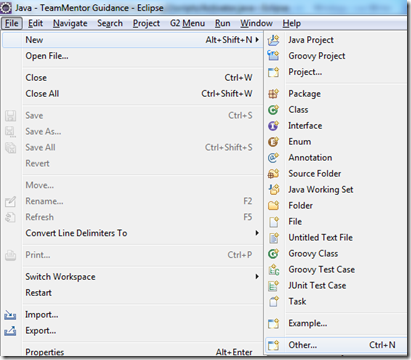 Java - TeamMentor Guidance - Eclipse
File Edit Navigate Search Project G2 Menu Run Window Help
New Alt+Shift+N
Open File...
Close Ctrl+W
Close All Ctrl+Shift+W
Save Ctrl+S
Save As...
Save All Ctrl+Shift+S
Revert
Move...
Rename... F2
Refresh F5
Convert Line Delimiters To
Print... Ctrl+P
Switch Workspace
Restart
Import...
Export...
Properties Alt+Enter
Java Project
Groovy Project
Project...
Package
Class
Interface
Enum
Annotation
Source Folder
Java Working Set
Folder
File
Untitled Text File
Groovy Class
Groovy Test Case
JUnit Test Case
Task
Example...
Other... Ctrl+N